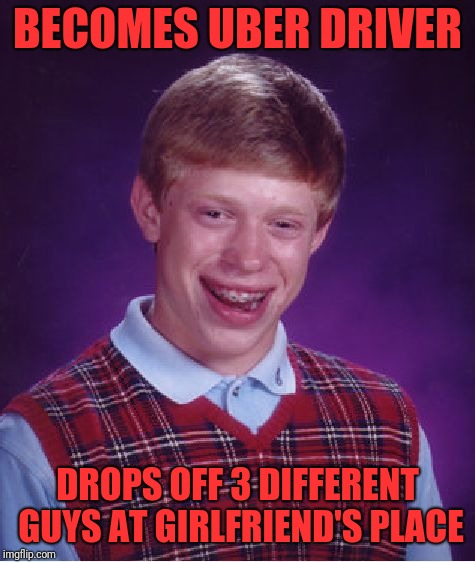 BECOMES UBER DRIVER
DROPS OFF 3 DIFFERENT
GUYS AT GIRLFRIEND'S PLACE
imgflip.com